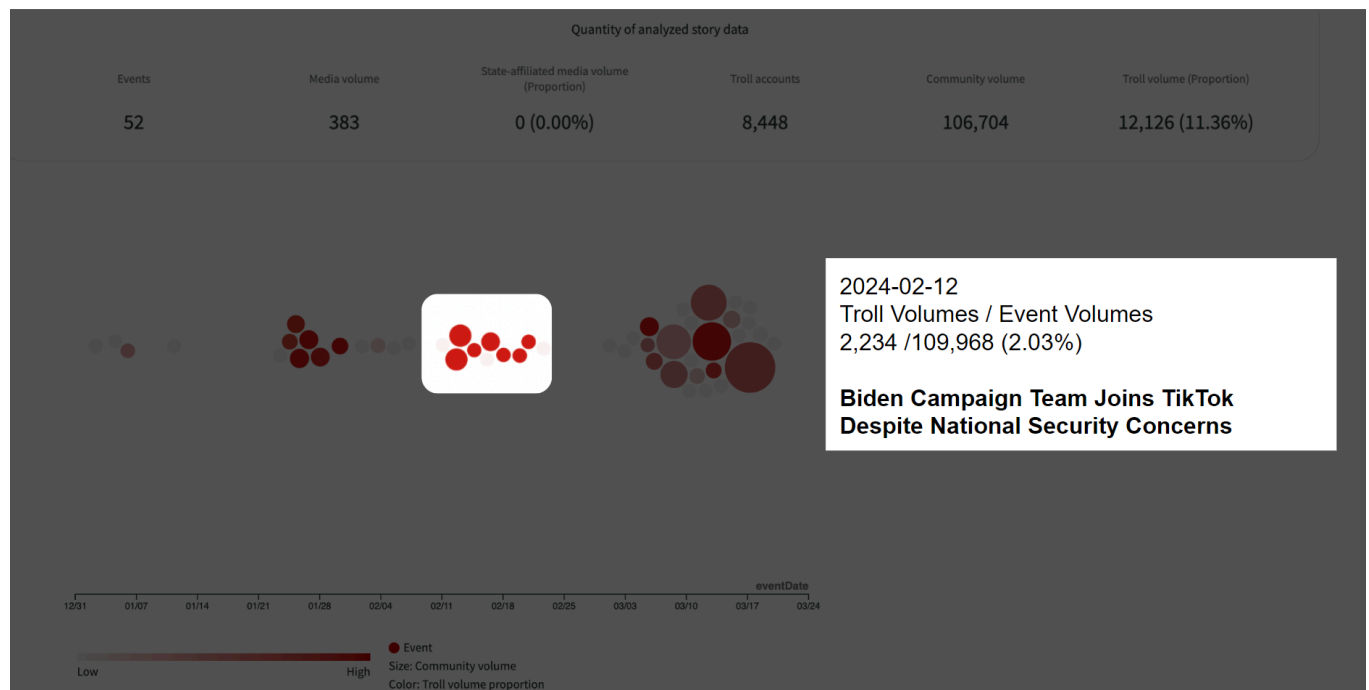 Quantity of analyzed story data
Events
Media volume
State-affiliated media volume
(Proportion)
Troll accounts
Community volume
Troll volume (Proportion)
52
383
0 (0.00%)
8,448
106,704
12,126 (11.36%)
2024-02-12
Troll Volumes / Event Volumes
2,234 /109,968 (2.03%)
Biden Campaign Team Joins TikTok
Despite National Security Concerns
eventDate
12/31 01/07 01/14 01/21 01/28 02/04 02/11 02/18 02/25 03/03 03/10 03/17 03/24
Low
High
Event
Size: Community volume
Color: Troll volume proportion